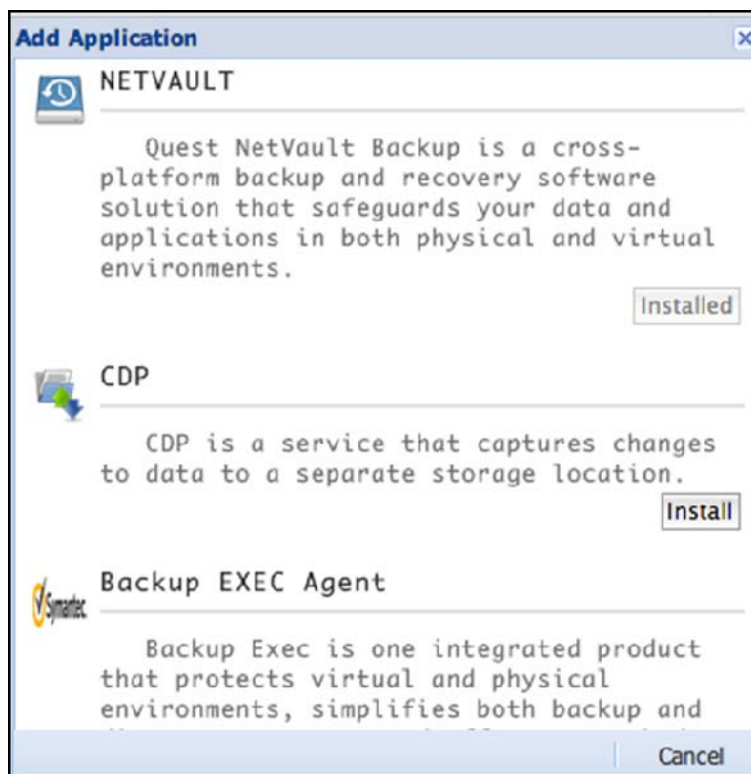 Add Application
NETVAULT
Quest NetVault Backup is a cross-
platform backup and recovery software
solution that safeguards your data and
applications in both physical and virtual
environments.
Installed
CDP
CDP is a service that captures changes
to data to a separate storage location.
Install
Symantec.
Backup EXEC Agent
Backup Exec is one integrated product
that protects virtual and physical
environments, simplifies both backup and
Cancel